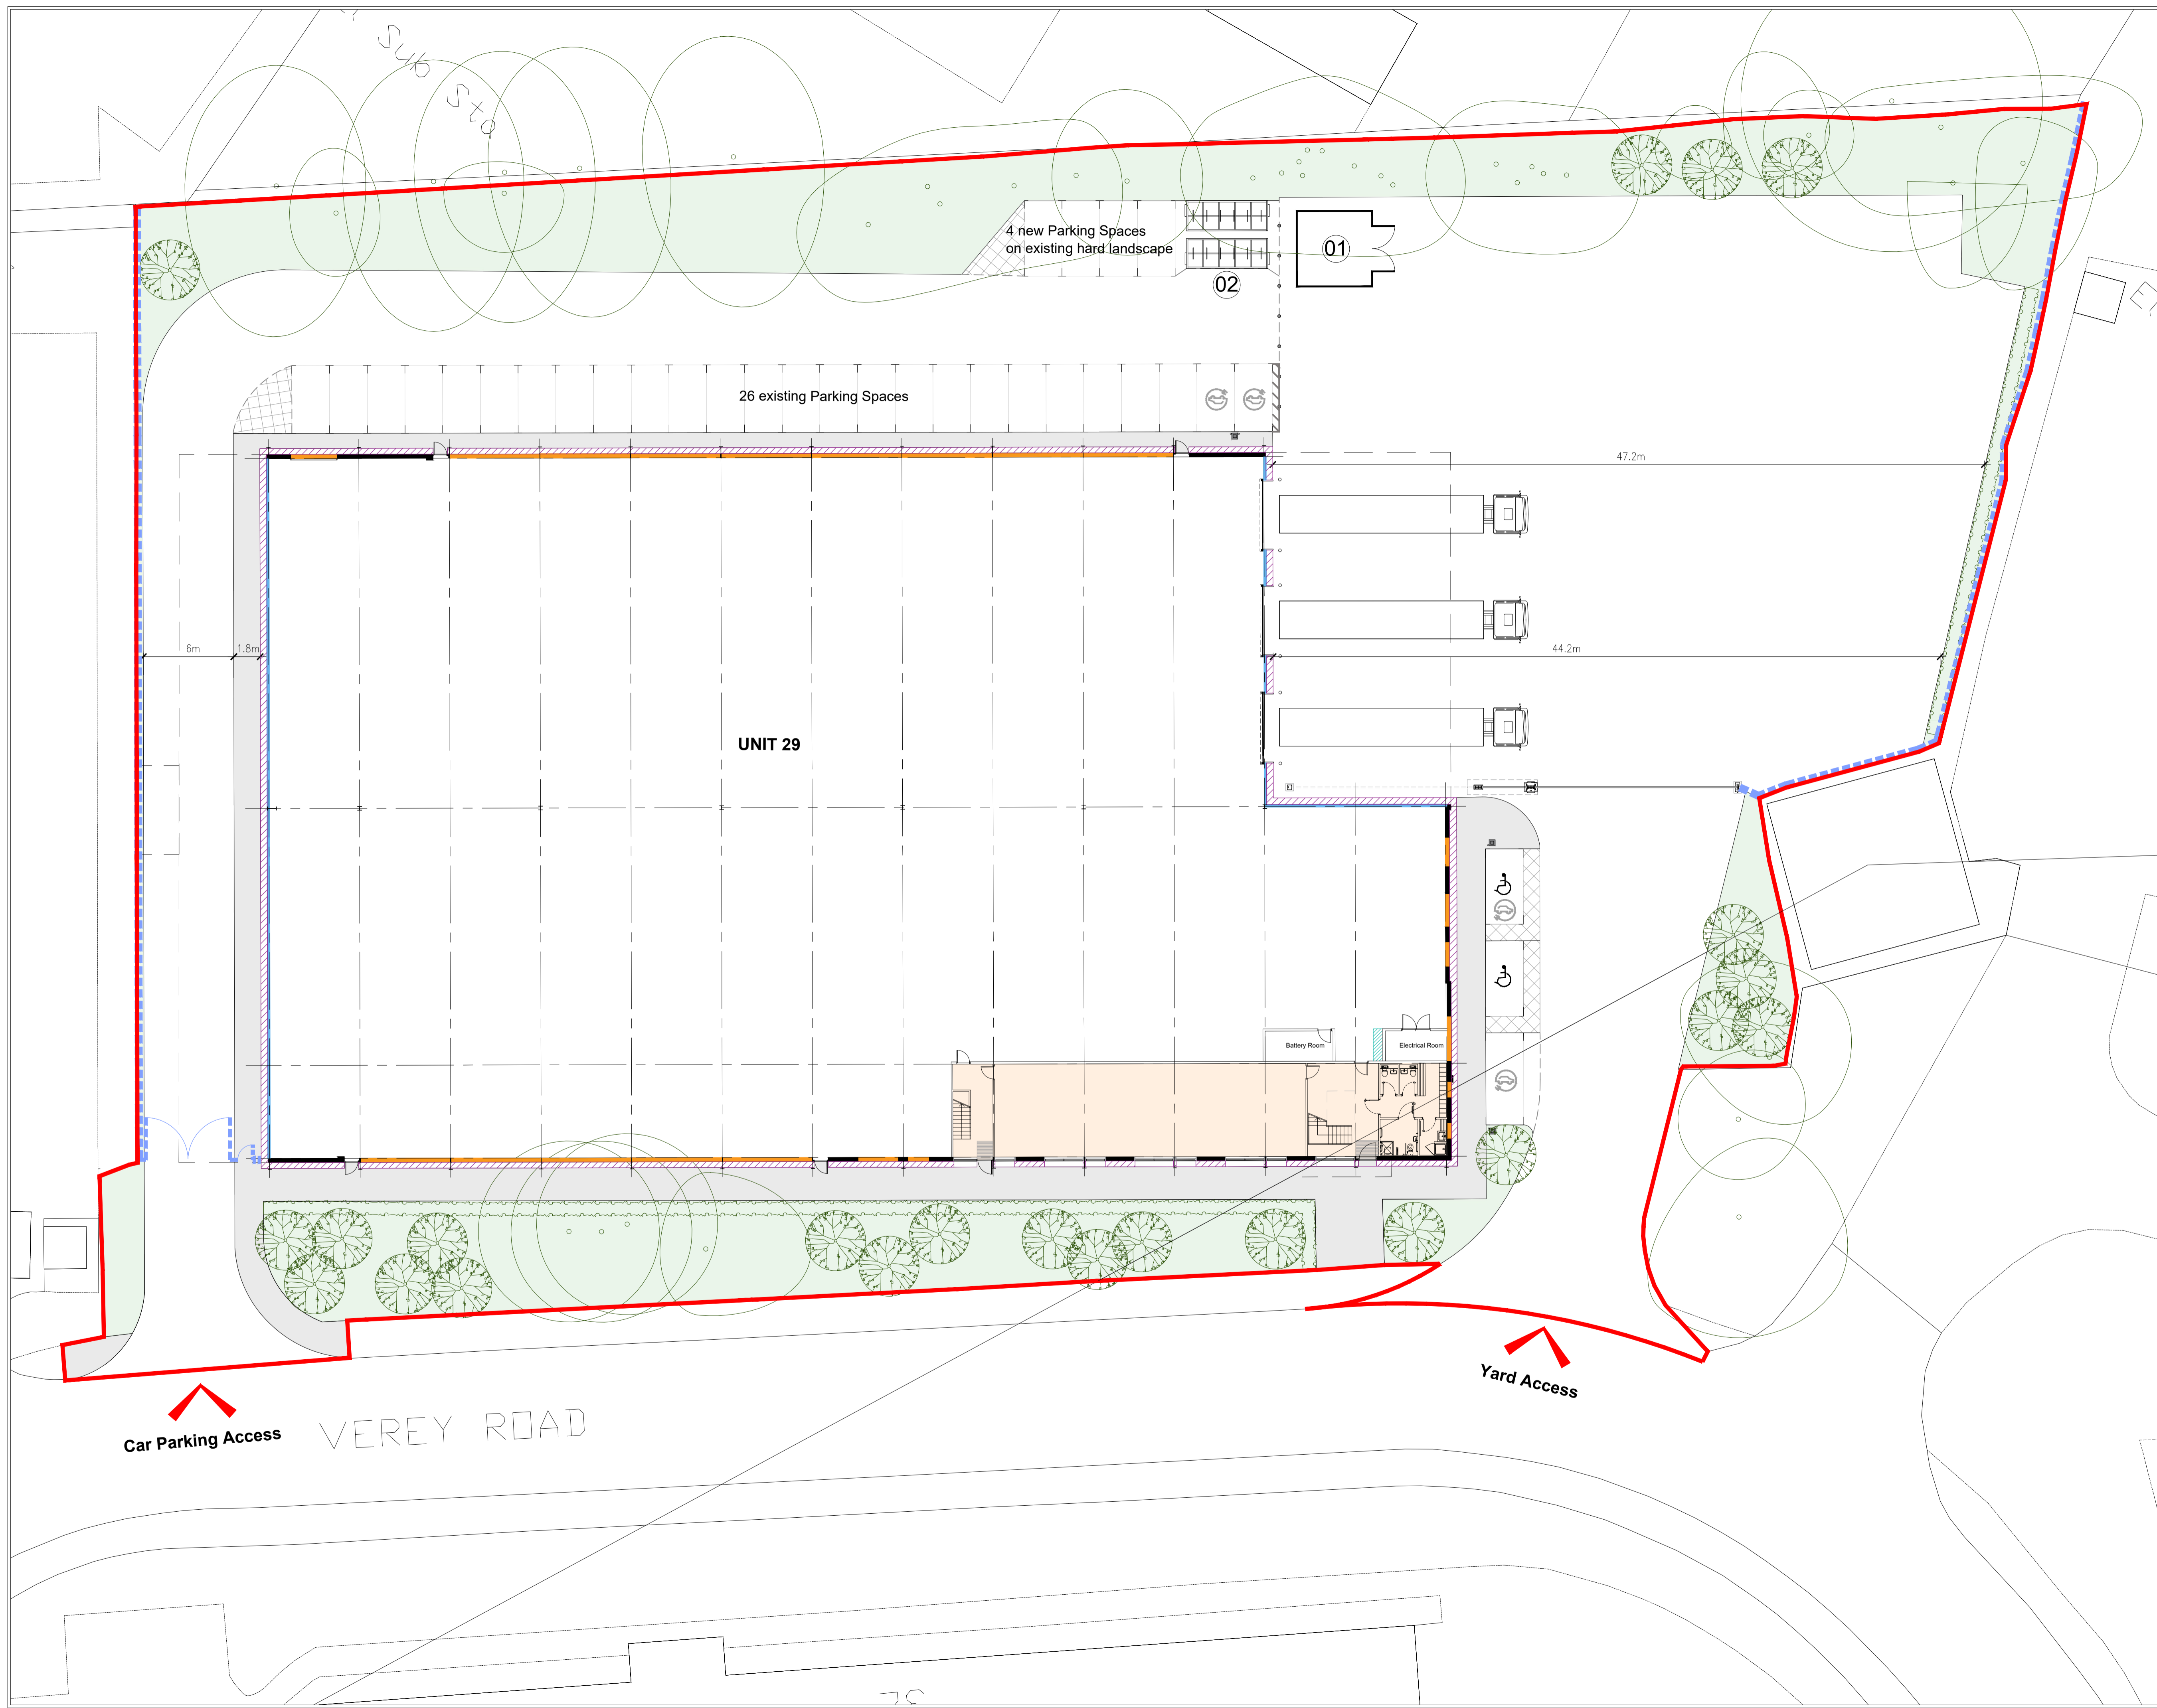 Sub Sta
4 new Parking Spaces
on existing hard landscape
01
02
26 existing Parking Spaces
47.2m
6m
1.8m
44.2m
UNIT 29
Battery Room
Electrical Room
Yard Access
Car Parking Access
VEREY ROAD